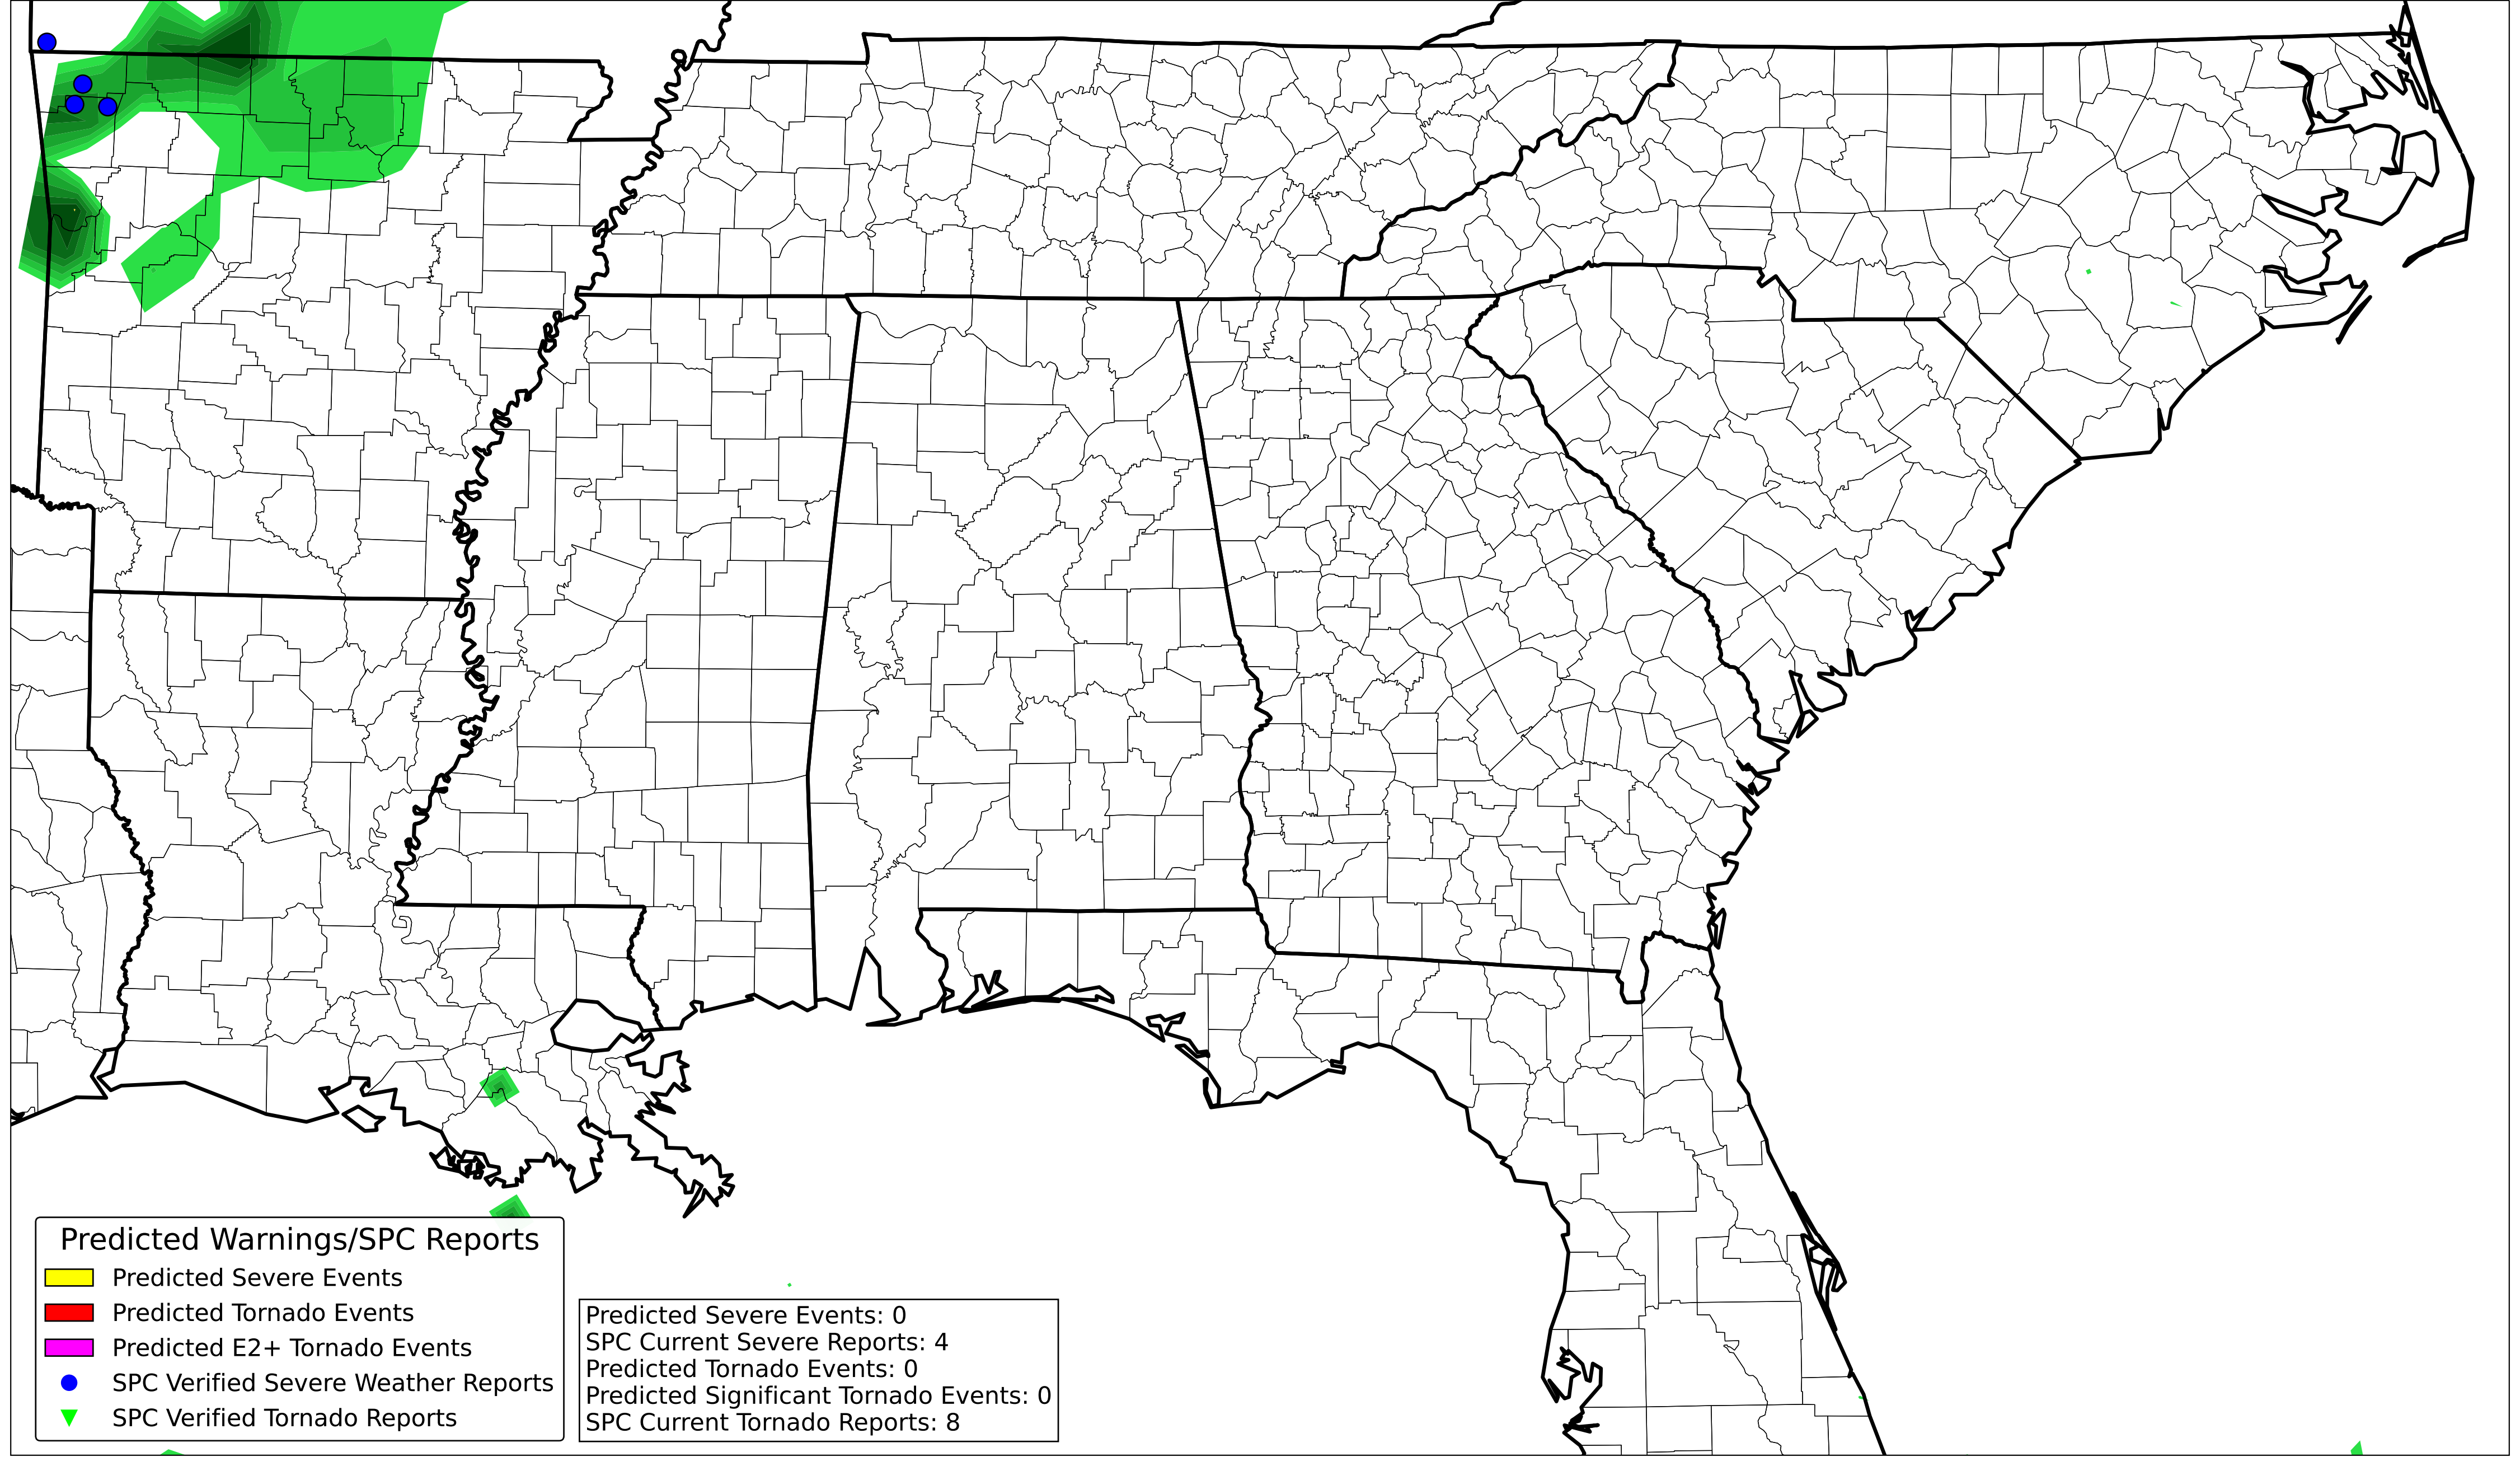 Predicted Warnings/SPC Reports
Predicted Severe Events
Predicted Tornado Events
Predicted E2+ Tornado Events
SPC Verified Severe Weather Reports
SPC Verified Tornado Reports
Predicted Severe Events: 0
SPC Current Severe Reports: 4
Predicted Tornado Events: 0
Predicted Significant Tornado Events: 0
SPC Current Tornado Reports: 8